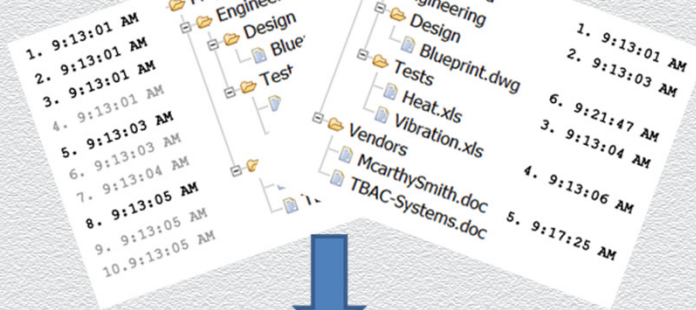 1. 9:13:01 AM
2. 9:13:01 AM
3. 9:13:01 AM
4. 9:13:01 AM
5. 9:13:03 AM
6. 9:13:03 AM
7. 9:13:04 AM
8. 9:13:05 AM
9. 9:13:05 AM
10.9:13:05 AM
Design
Test
Design
Blueprint.dwg
Tests
Heat.xls
Vibration.xls
Vendors
McarthySmith.doc
TBAC-Systems.doc
1. 9:13:01 AM
2. 9:13:03 AM
6. 9:21:47 AM
3. 9:13:04 AM
4. 9:13:06 AM
5. 9:17:25 AM